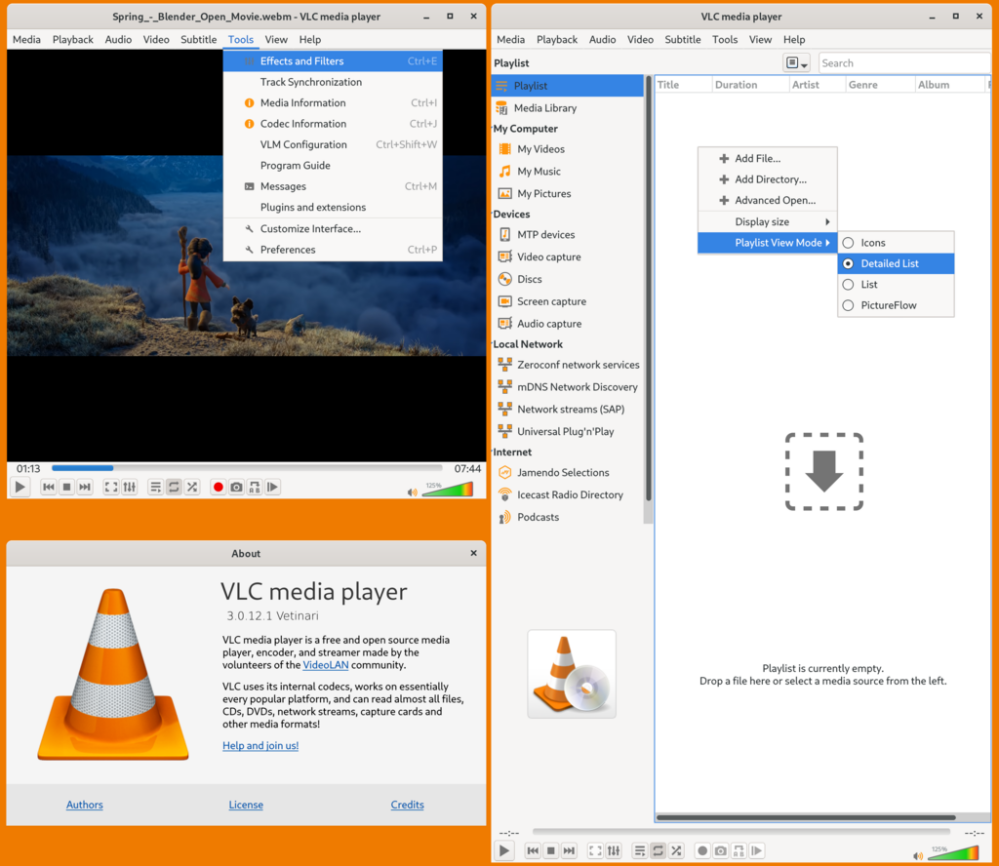 Spring_-_Blender_Open_Movie.webm - VLC media player
Media Playback Audio Video Subtitle Tools View Help
Effects and Filters Ctrl+E
Track Synchronization
Media Information Ctrl+I
Codec Information Ctrl+J
VLM Configuration Ctrl+Shift+W
Program Guide
Messages Ctrl+M
Plugins and extensions
Customize Interface...
Preferences Ctrl+P
01:13 07:44
125%
About
VLC media player
3.0.12.1 Vetinari
VLC media player is a free and open source media
player, encoder, and streamer made by the
volunteers of the VideoLAN community.
VLC uses its internal codecs, works on essentially
every popular platform, and can read almost all files,
CDs, DVDs, network streams, capture cards and
other media formats!
Help and join us!
Authors License Credits
VLC media player
Media Playback Audio Video Subtitle Tools View Help
Playlist Search
Playlist
Media Library
My Computer
My Videos
My Music
My Pictures
Devices
MTP devices
Video capture
Discs
Screen capture
Audio capture
Local Network
Zeroconf network services
mDNS Network Discovery
Network streams (SAP)
Universal Plug'n'Play
Internet
Jamendo Selections
Icecast Radio Directory
Podcasts
Title Duration Artist Genre Album
Add File...
Add Directory...
Advanced Open...
Display size
Playlist View Mode
Icons
Detailed List
List
PictureFlow
Playlist is currently empty.
Drop a file here or select a media source from the left.
--:-- --:--
125%